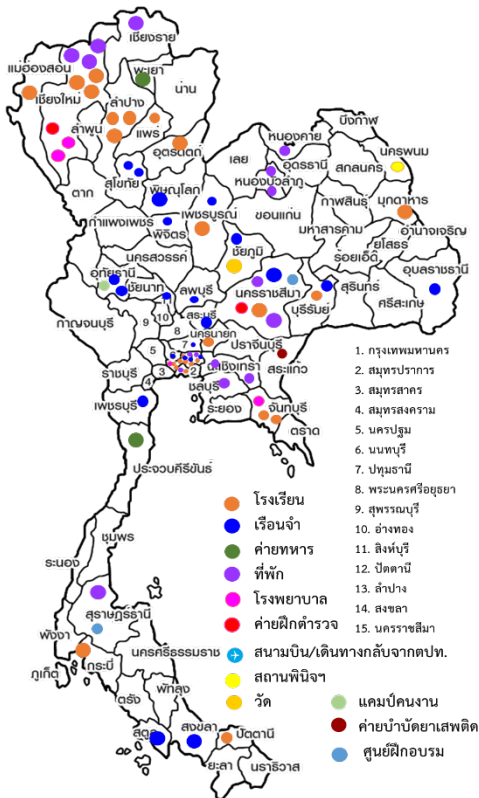 เชียงราย
แม่ฮ่องสอน
พะเยา
น่าน
เชียงใหม่
ลำปาง
ลำพูน
แพร่
อุตรดิตถ์
ตาก
สุโขทัย
พิษณุโลก
กำแพงเพชร
พิจิตร
เพชรบูรณ์
เลย
หนองคาย
บึงกาฬ
อุดรธานี
หนองบัวลำภู
สกลนคร
นครพนม
ขอนแก่น
กาฬสินธุ์
มุกดาหาร
มหาสารคาม
ยโสธร
อำนาจเจริญ
ร้อยเอ็ด
ชัยภูมิ
นครสวรรค์
อุทัยธานี
ชัยนาท
ลพบุรี
นครราชสีมา
บุรีรัมย์
สุรินทร์
ศรีสะเกษ
อุบลราชธานี
สระบุรี
กาญจนบุรี
9
10
8
นครนายก
ปราจีนบุรี
7
5
ฉะเชิงเทรา
สระแก้ว
ราชบุรี
3
2
4
ชลบุรี
เพชรบุรี
ระยอง
จันทบุรี
ตราด
ประจวบคีรีขันธ์
ชุมพร
ระนอง
สุราษฎร์ธานี
พังงา
นครศรีธรรมราช
ภูเก็ต
กระบี่
ตรัง
พัทลุง
สตูล
สงขลา
ปัตตานี
ยะลา
นราธิวาส
1. กรุงเทพมหานคร
2. สมุทรปราการ
3. สมุทรสาคร
4. สมุทรสงคราม
5. นครปฐม
6. นนทบุรี
7. ปทุมธานี
8. พระนครศรีอยุธยา
9. สุพรรณบุรี
10. อ่างทอง
11. สิงห์บุรี
12. ปัตตานี
13. ลำปาง
14. สงขลา
15. นครราชสีมา
โรงเรียน
เรือนจำ
ค่ายทหาร
ที่พัก
โรงพยาบาล
ค่ายฝึกตำรวจ
สนามบิน/เดินทางกลับจากตปท.
สถานพินิจฯ
วัด
แคมป์คนงาน
ค่ายบำบัดยาเสพติด
ศูนย์ฝึกอบรม